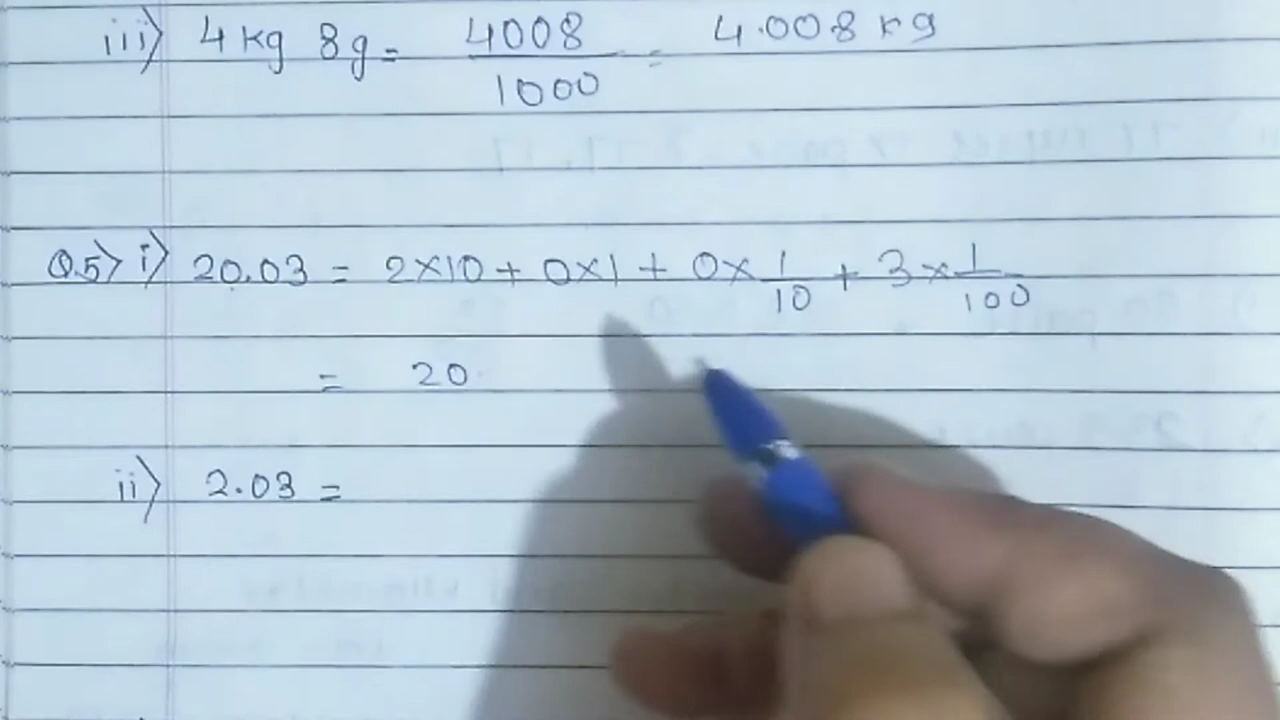 iii) 4 kg 8g = 4008/1000 = 4.008 kg
Q.5> i) 20.03 = 2×10 + 0×1 + 0×1/10 + 3×1/100
= 20
ii) 2.03 =